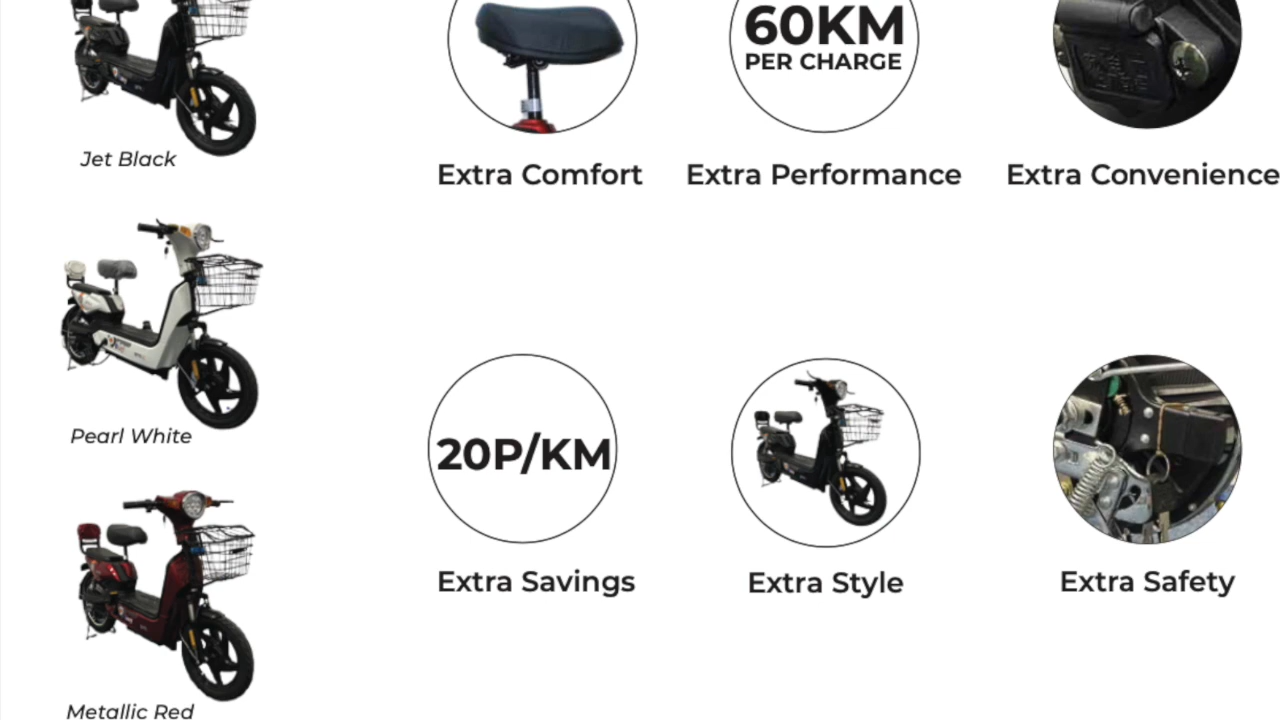 60KM
PER CHARGE
Jet Black
Extra Comfort
Extra Performance
Extra Convenience
Pearl White
20P/KM
Extra Savings
Extra Style
Extra Safety
Metallic Red